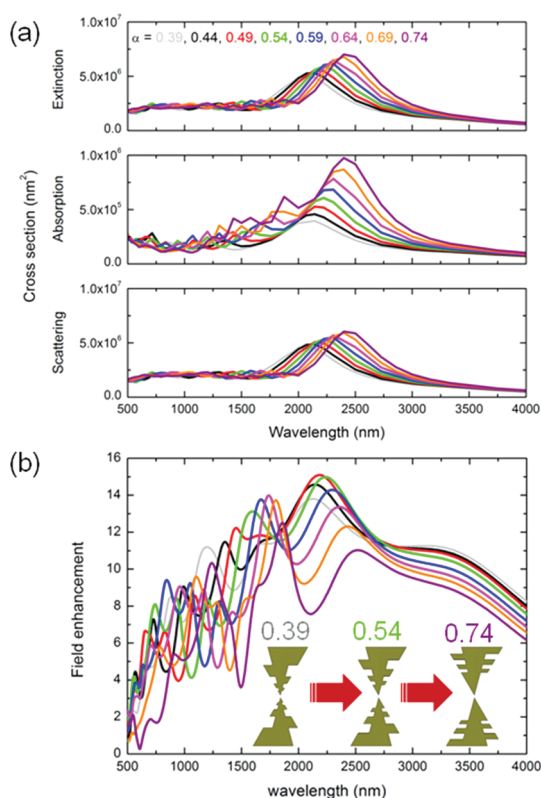 (a)
α = 0.39, 0.44, 0.49, 0.54, 0.59, 0.64, 0.69, 0.74
1.0x10⁷
5.0x10⁶
0.0
Extinction
1.0x10⁶
5.0x10⁵
0.0
Absorption
1.0x10⁷
5.0x10⁶
0.0
Scattering
Cross section (nm²)
500 1000 1500 2000 2500 3000 3500 4000
Wavelength (nm)
(b)
16
14
12
10
8
6
4
2
0
Field enhancement
0.39 0.54 0.74
500 1000 1500 2000 2500 3000 3500 4000
wavelength (nm)